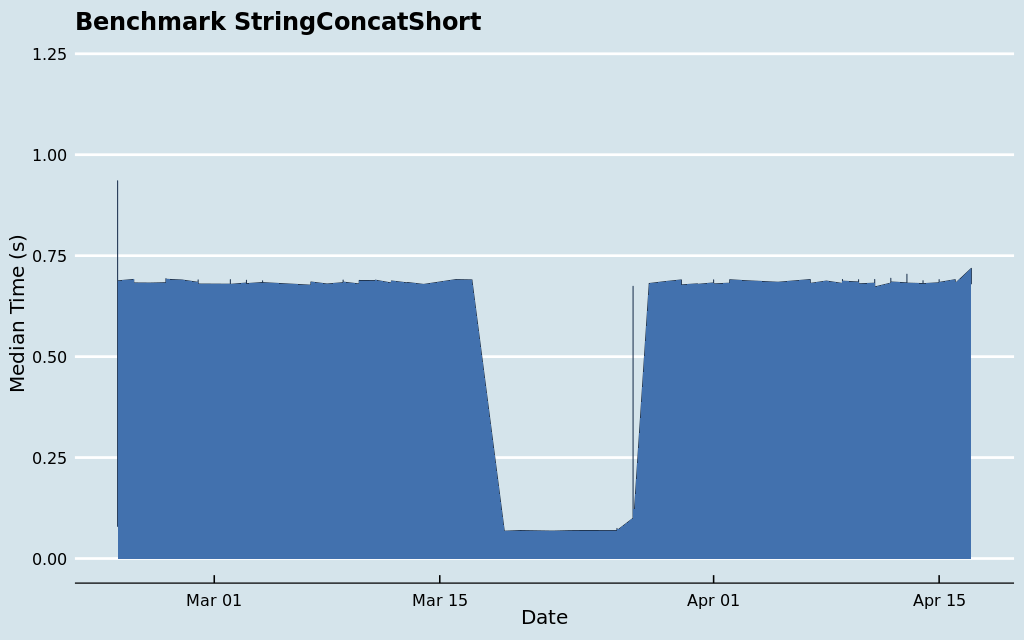 Benchmark StringConcatShort
Median Time (s)
1.25
1.00
0.75
0.50
0.25
0.00
Mar 01
Mar 15
Apr 01
Apr 15
Date